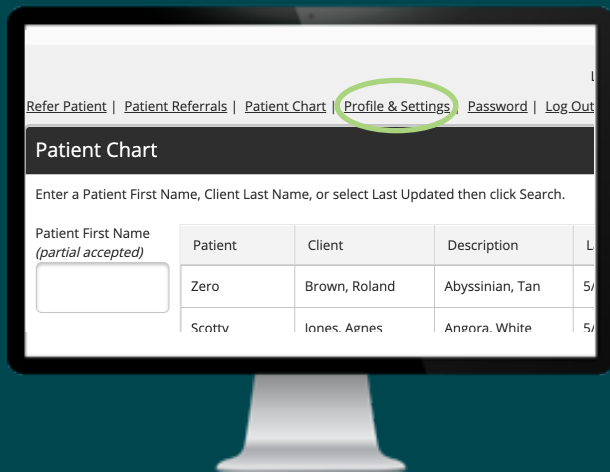 Refer Patient | Patient Referrals | Patient Chart | Profile & Settings | Password | Log Out
Patient Chart
Enter a Patient First Name, Client Last Name, or select Last Updated then click Search.
Patient First Name
(partial accepted)
Patient Client Description
Zero Brown, Roland Abyssinian, Tan 5/
Scotty Jones, Agnes Angora, White 5/